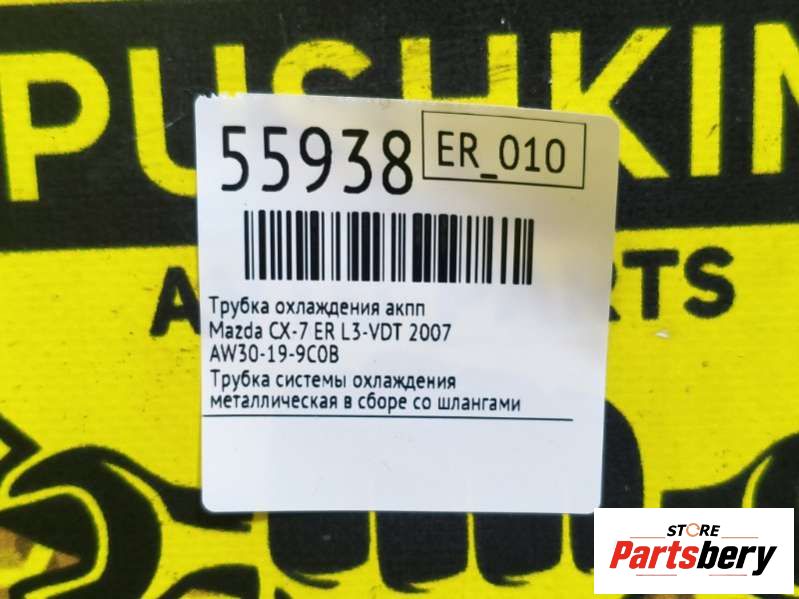 PUSHKIN
55938
ER_010
RTS
Трубка охлаждения акпп
Mazda CX-7 ER L3-VDT 2007
AW30-19-9C0B
Трубка системы охлаждения
металлическая в сборе со шлангами
STORE
Partsbery